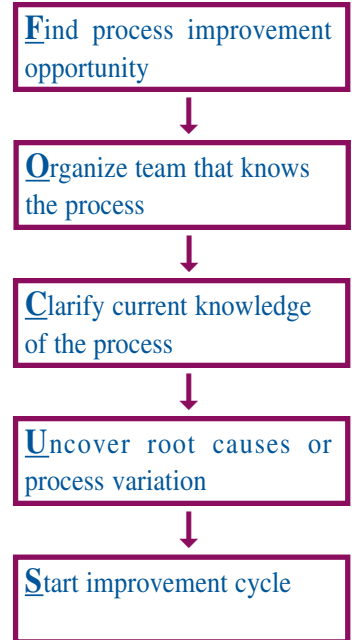 Find process improvement
opportunity
Organize team that knows
the process
Clarify current knowledge
of the process
Uncover root causes or
process variation
Start improvement cycle